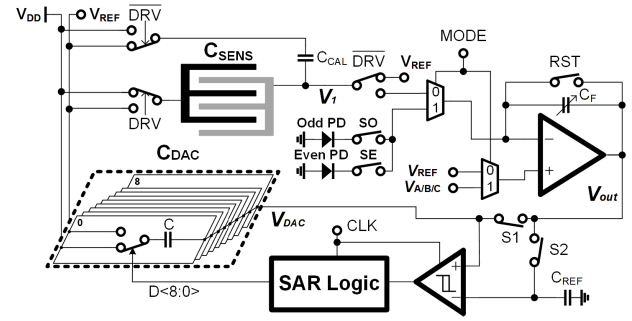 VDD
VREF
DRV
CSENS
CCAL
DRV
VREF
MODE
RST
CF
V1
0
1
DRV
Odd PD
SO
Even PD
SE
VREF
VA/B/C
0
1
−
+
Vout
CDAC
8
0
C
VDAC
CLK
S1
S2
SAR Logic
+
−
CREF
D<8:0>